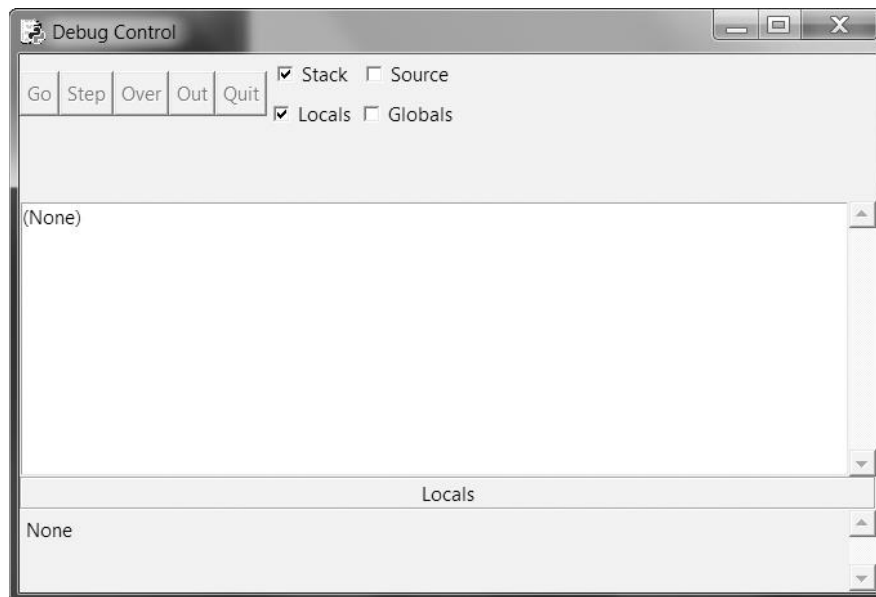 Debug Control
Go Step Over Out Quit
Stack Source
Locals Globals
(None)
Locals
None